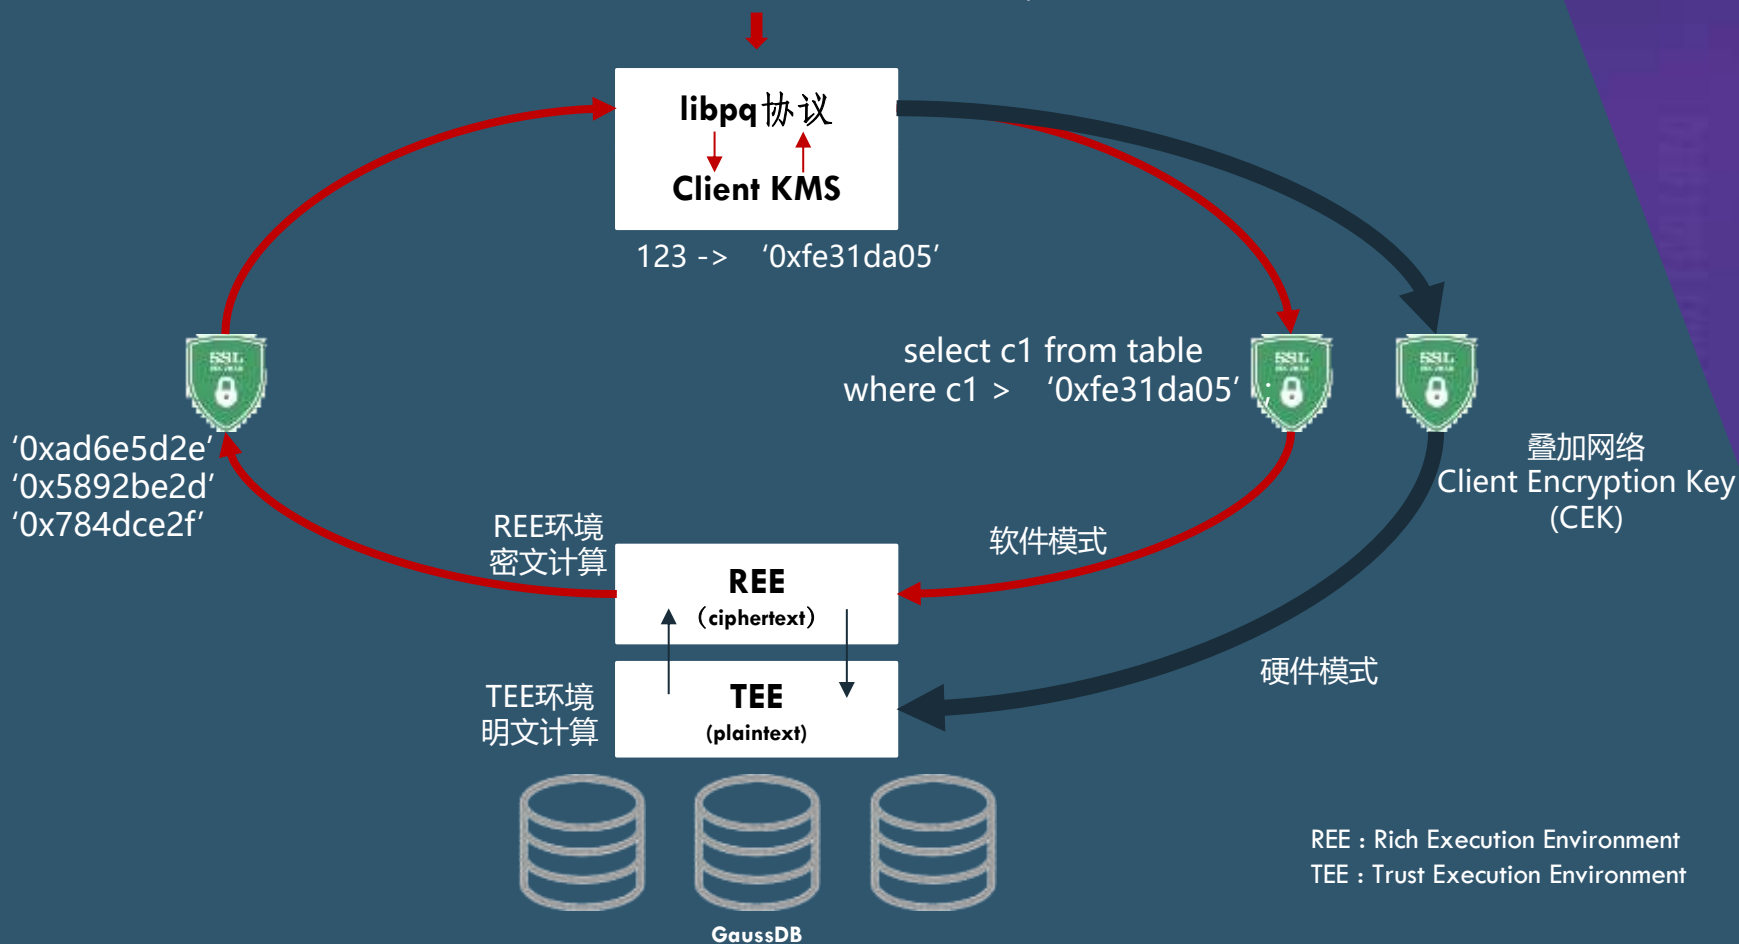 libpq协议
Client KMS
123 -> ‘0xfe31da05’
SSL
SSL
SSL
select c1 from table
where c1 > ‘0xfe31da05’ ;
‘0xad6e5d2e’
‘0x5892be2d’
‘0x784dce2f’
叠加网络
Client Encryption Key
(CEK)
REE环境
密文计算
软件模式
REE
（ciphertext）
硬件模式
TEE环境
明文计算
TEE
(plaintext)
REE : Rich Execution Environment
TEE : Trust Execution Environment
GaussDB